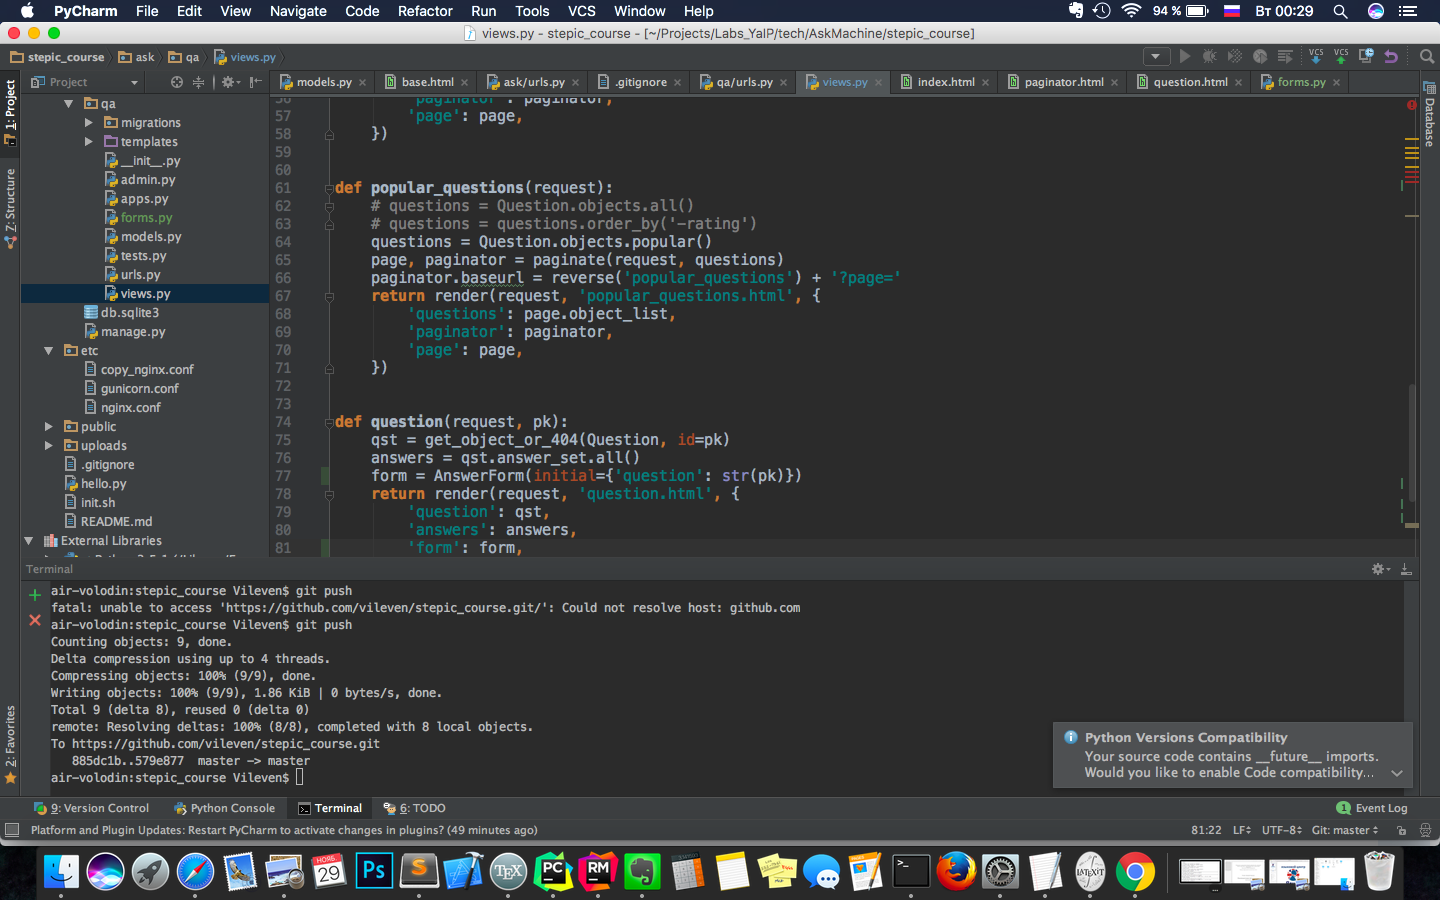 PyCharm File Edit View Navigate Code Refactor Run Tools VCS Window Help 94 % Вт 00:29
views.py - stepic_course - [~/Projects/Labs_YaIP/tech/AskMachine/stepic_course]
stepic_course ask qa views.py VCS VCS
Project models.py base.html ask/urls.py .gitignore qa/urls.py views.py index.html paginator.html question.html forms.py
1: Project
Z: Structure
2: Favorites
Database
qa
migrations
templates
__init__.py
admin.py
apps.py
forms.py
models.py
tests.py
urls.py
views.py
db.sqlite3
manage.py
etc
copy_nginx.conf
gunicorn.conf
nginx.conf
public
uploads
.gitignore
hello.py
init.sh
README.md
External Libraries
56 'paginator': paginator,
57 'page': page,
58 })
59
60
61 def popular_questions(request):
62 # questions = Question.objects.all()
63 # questions = questions.order_by('-rating')
64 questions = Question.objects.popular()
65 page, paginator = paginate(request, questions)
66 paginator.baseurl = reverse('popular_questions') + '?page='
67 return render(request, 'popular_questions.html', {
68 'questions': page.object_list,
69 'paginator': paginator,
70 'page': page,
71 })
72
73
74 def question(request, pk):
75 qst = get_object_or_404(Question, id=pk)
76 answers = qst.answer_set.all()
77 form = AnswerForm(initial={'question': str(pk)})
78 return render(request, 'question.html', {
79 'question': qst,
80 'answers': answers,
81 'form': form,
Terminal
air-volodin:stepic_course Vileven$ git push
fatal: unable to access 'https://github.com/vileven/stepic_course.git/': Could not resolve host: github.com
air-volodin:stepic_course Vileven$ git push
Counting objects: 9, done.
Delta compression using up to 4 threads.
Compressing objects: 100% (9/9), done.
Writing objects: 100% (9/9), 1.86 KiB | 0 bytes/s, done.
Total 9 (delta 8), reused 0 (delta 0)
remote: Resolving deltas: 100% (8/8), completed with 8 local objects.
To https://github.com/vileven/stepic_course.git
885dc1b..579e877 master -> master
air-volodin:stepic_course Vileven$
Python Versions Compatibility
Your source code contains __future__ imports.
Would you like to enable Code compatibility...
9: Version Control Python Console Terminal 6: TODO 1 Event Log
Platform and Plugin Updates: Restart PyCharm to activate changes in plugins? (49 minutes ago) 81:22 LF UTF-8 Git: master
НОЯБ.
29
Ps
S
TEX
PC
RM
LATEXIT